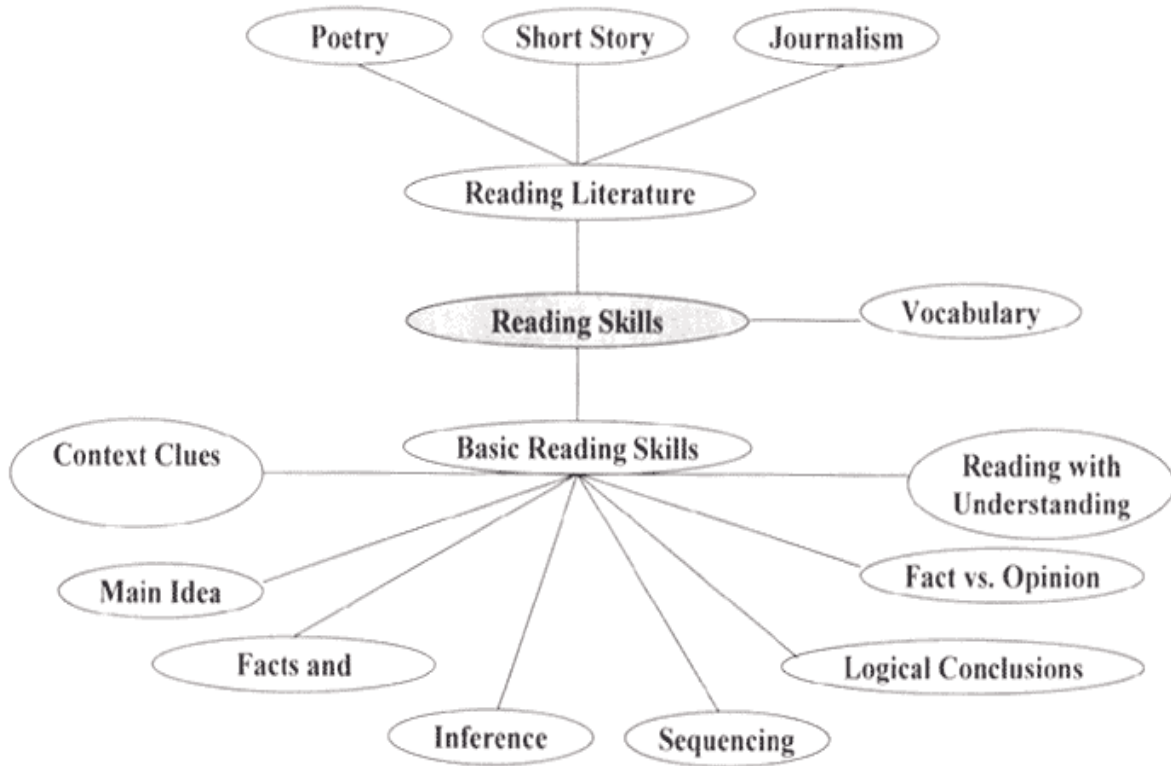 Poetry
Short Story
Journalism
Reading Literature
Reading Skills
Vocabulary
Basic Reading Skills
Context Clues
Reading with
Understanding
Main Idea
Fact vs. Opinion
Facts and
Logical Conclusions
Inference
Sequencing